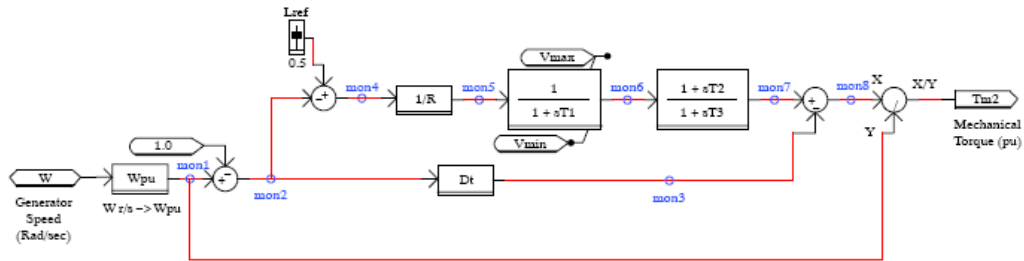 Lref
0.5
Vmax
mon4
1/R
mon5
1
1 + sT1
mon6
1 + sT2
1 + sT3
mon7
mon8
X
X/Y
Tm2
Mechanical
Torque (pu)
Y
Vmin
1.0
W
Generator
Speed
(Rad/sec)
Wpu
W r/s -> Wpu
mon1
mon2
Dt
mon3